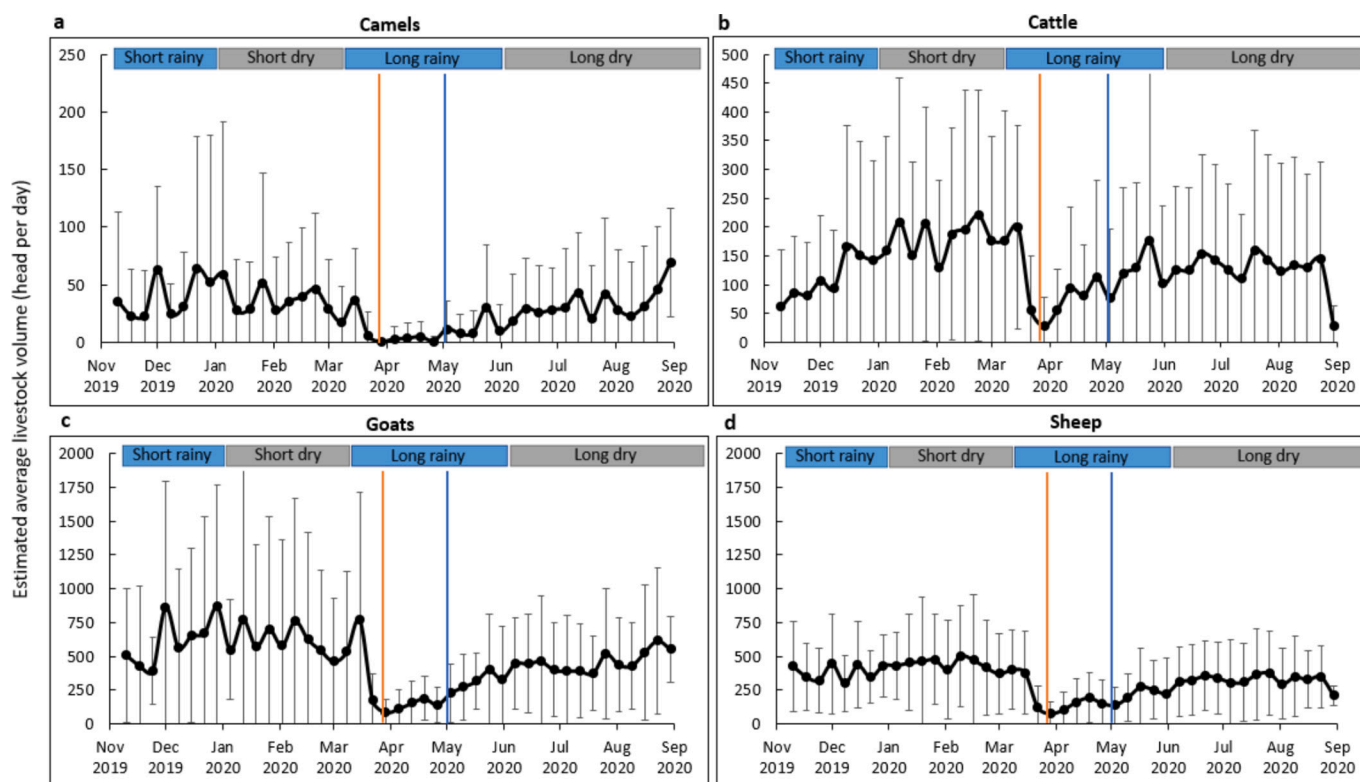 a
Camels
Short rainy
Short dry
Long rainy
Long dry
250
200
150
100
50
0
Nov Dec Jan Feb Mar Apr May Jun Jul Aug Sep
2019 2019 2020 2020 2020 2020 2020 2020 2020 2020 2020
b
Cattle
Short rainy
Short dry
Long rainy
Long dry
500
450
400
350
300
250
200
150
100
50
0
Nov Dec Jan Feb Mar Apr May Jun Jul Aug Sep
2019 2019 2020 2020 2020 2020 2020 2020 2020 2020 2020
Estimated average livestock volume (head per day)
c
Goats
Short rainy
Short dry
Long rainy
Long dry
2000
1750
1500
1250
1000
750
500
250
0
Nov Dec Jan Feb Mar Apr May Jun Jul Aug Sep
2019 2019 2020 2020 2020 2020 2020 2020 2020 2020 2020
d
Sheep
Short rainy
Short dry
Long rainy
Long dry
2000
1750
1500
1250
1000
750
500
250
0
Nov Dec Jan Feb Mar Apr May Jun Jul Aug Sep
2019 2019 2020 2020 2020 2020 2020 2020 2020 2020 2020